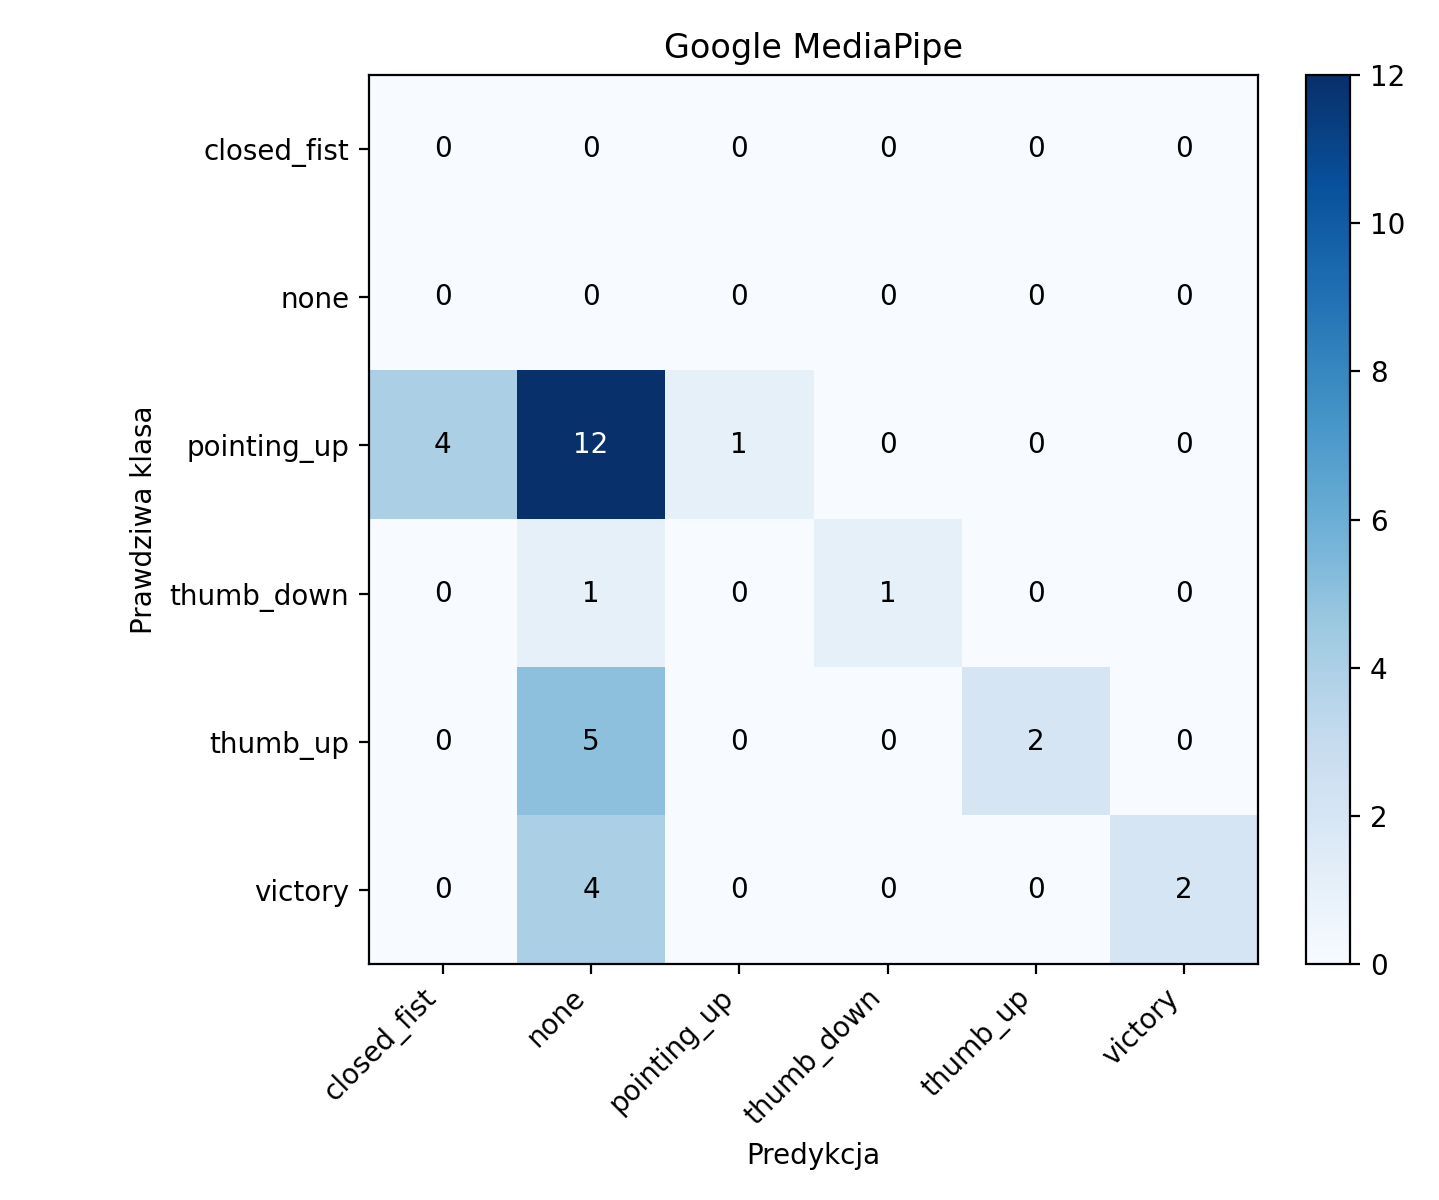 Google MediaPipe
closed_fist 0 0 0 0 0 0
none 0 0 0 0 0 0
pointing_up 4 12 1 0 0 0
thumb_down 0 1 0 1 0 0
thumb_up 0 5 0 0 2 0
victory 0 4 0 0 0 2
closed_fist none pointing_up thumb_down thumb_up victory
Predykcja
Prawdziwa klasa
12
10
8
6
4
2
0